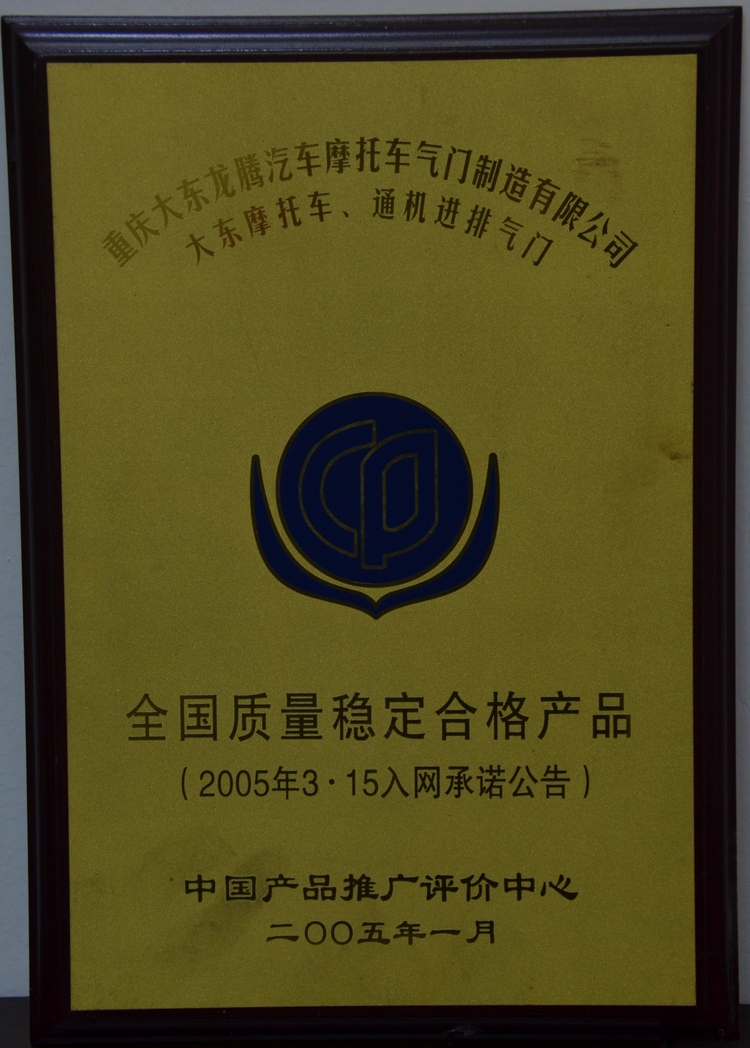 重庆大东龙腾汽车摩托车气门制造有限公司
大东摩托车、通机进排气门
CP
全国质量稳定合格产品
（2005年3·15入网承诺公告）
中国产品推广评价中心
二〇〇五年一月